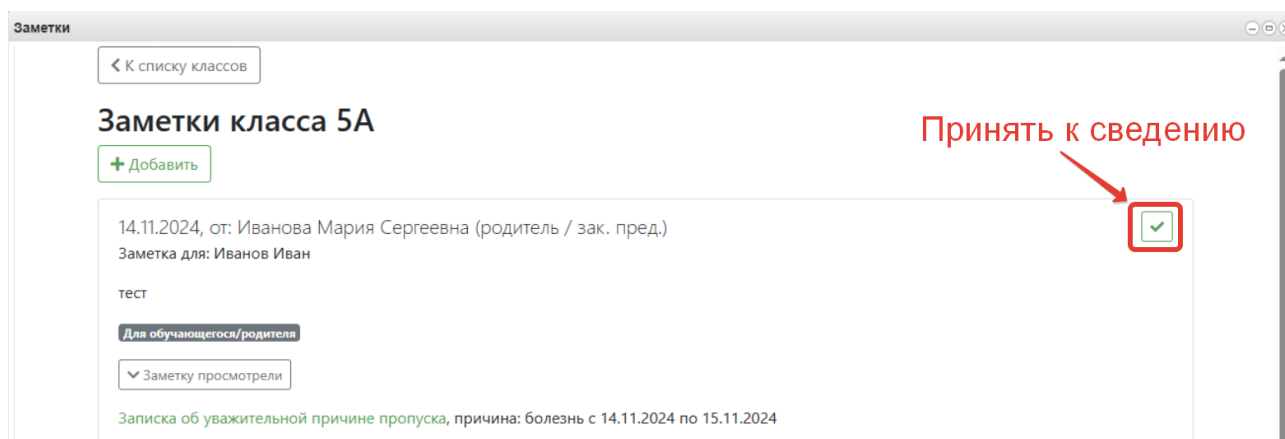 Заметки
К списку классов
Заметки класса 5А
Принять к сведению
Добавить
14.11.2024, от: Иванова Мария Сергеевна (родитель / зак. пред.)
Заметка для: Иванов Иван
тест
Для обучающегося/родителя
Заметку просмотрели
Записка об уважительной причине пропуска, причина: болезнь с 14.11.2024 по 15.11.2024